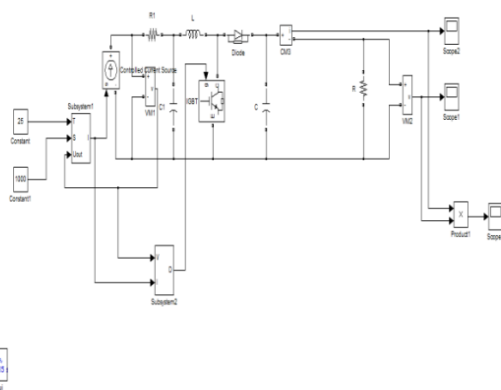 R1
L
Diode
CM3
Scope2
Controlled Current Source
VM1
C1
IGBT
C
R
VM2
Scope1
Subsystem1
25
Constant
F
S
Uout
I
1000
Constant1
V
I
D
Subsystem2
X
Product1
Scope